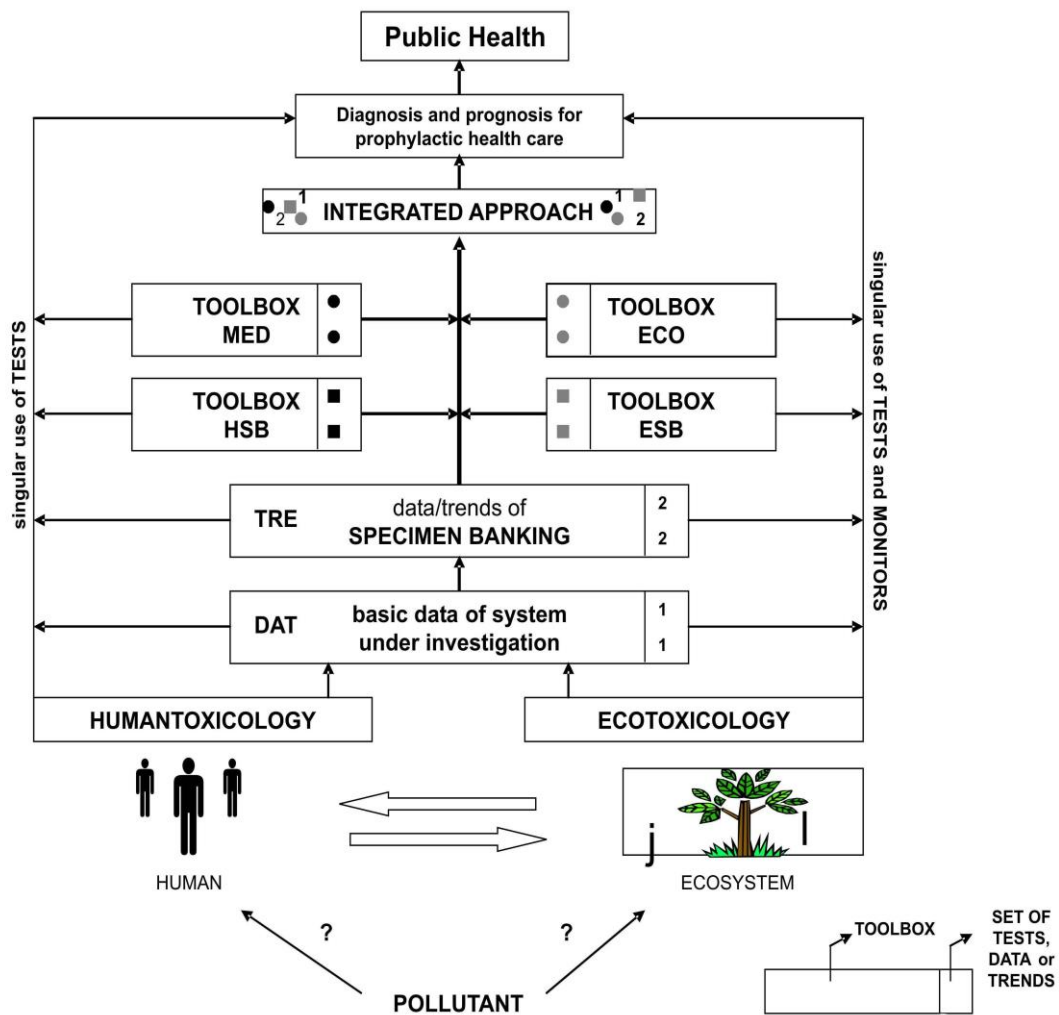 Public Health
Diagnosis and prognosis for
prophylactic health care
1
2
INTEGRATED APPROACH
1
2
singular use of TESTS
singular use of TESTS and MONITORS
TOOLBOX
MED
TOOLBOX
ECO
TOOLBOX
HSB
TOOLBOX
ESB
TRE
data/trends of
SPECIMEN BANKING
2
2
DAT
basic data of system
under investigation
1
1
HUMANTOXICOLOGY
ECOTOXICOLOGY
j
l
HUMAN
ECOSYSTEM
?
?
POLLUTANT
TOOLBOX
SET OF
TESTS,
DATA or
TRENDS